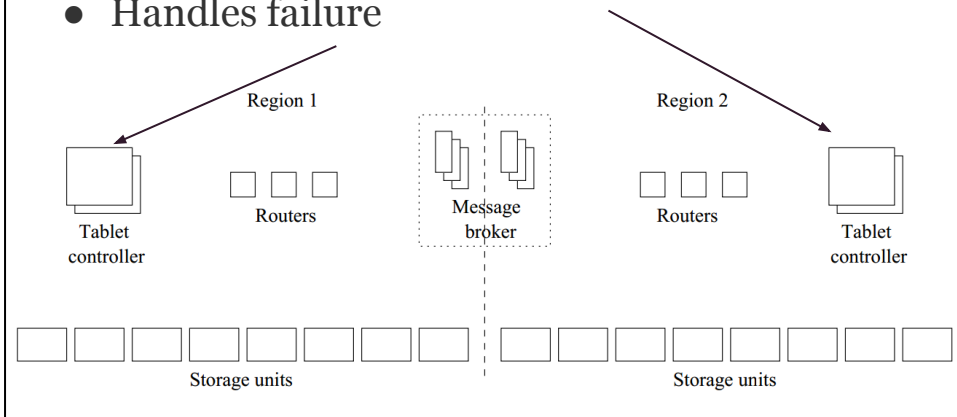 ● Handles failure
Region 1
Region 2
Tablet
controller
Routers
Message
broker
Routers
Tablet
controller
Storage units
Storage units